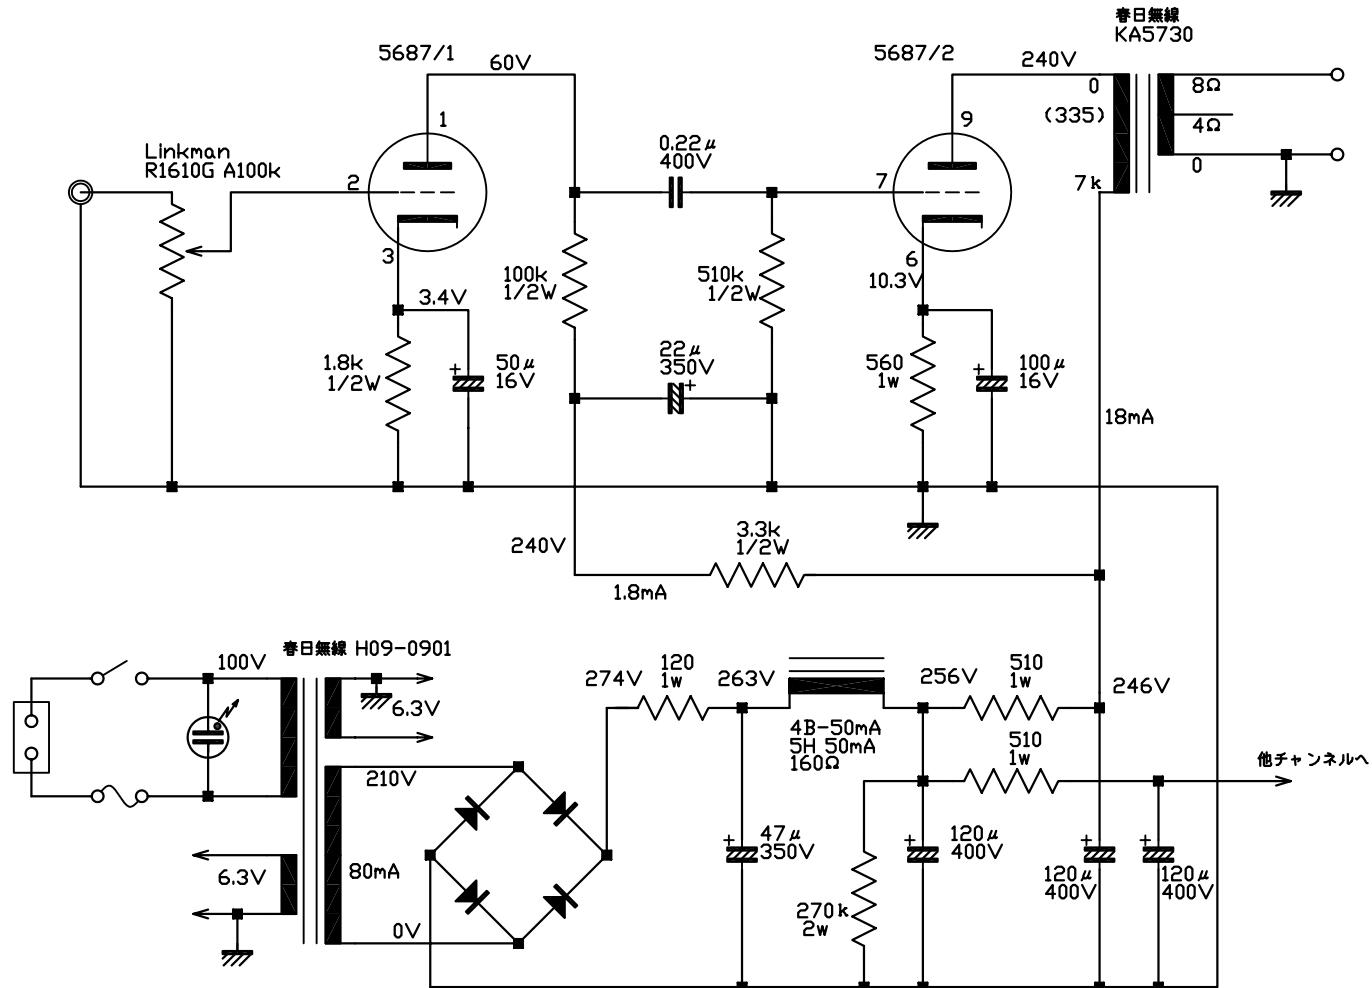 春日無線
KA5730
5687/1
60V
5687/2
240V
0
8Ω
(335)
4Ω
1
9
0.22μ
400V
Linkman
R1610G A100k
2
7
7k
0
3
6
100k
1/2W
510k
1/2W
10.3V
3.4V
1.8k
1/2W
50μ
16V
22μ
350V
560
1w
100μ
16V
18mA
3.3k
1/2W
240V
1.8mA
100V
春日無線 H09-0901
6.3V
274V
120
1w
263V
256V
510
1w
246V
4B-50mA
5H 50mA
160Ω
510
1w
他チャンネルへ
210V
47μ
350V
120μ
400V
6.3V
80mA
120μ
400V
120μ
400V
270k
2w
0V